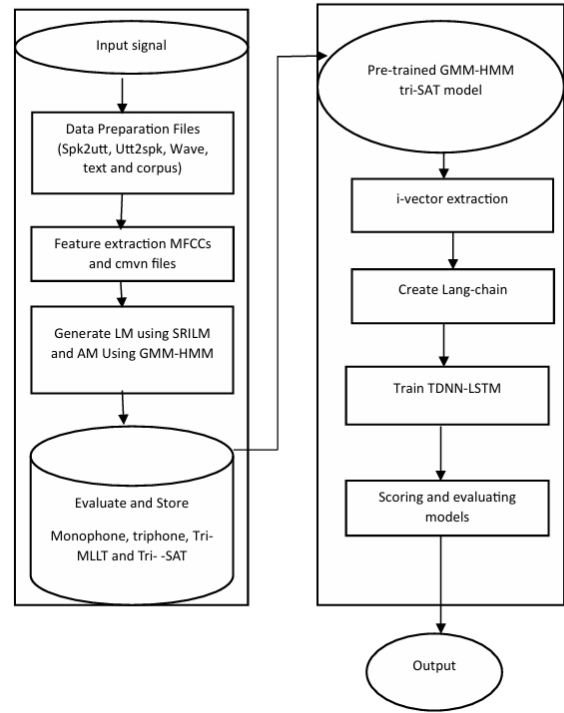 Input signal
Data Preparation Files
(Spk2utt, Utt2spk, Wave,
text and corpus)
Feature extraction MFCCs
and cmvn files
Generate LM using SRILM
and AM Using GMM-HMM
Evaluate and Store
Monophone, triphone, Tri-
MLLT and Tri- -SAT
Pre-trained GMM-HMM
tri-SAT model
i-vector extraction
Create Lang-chain
Train TDNN-LSTM
Scoring and evaluating
models
Output